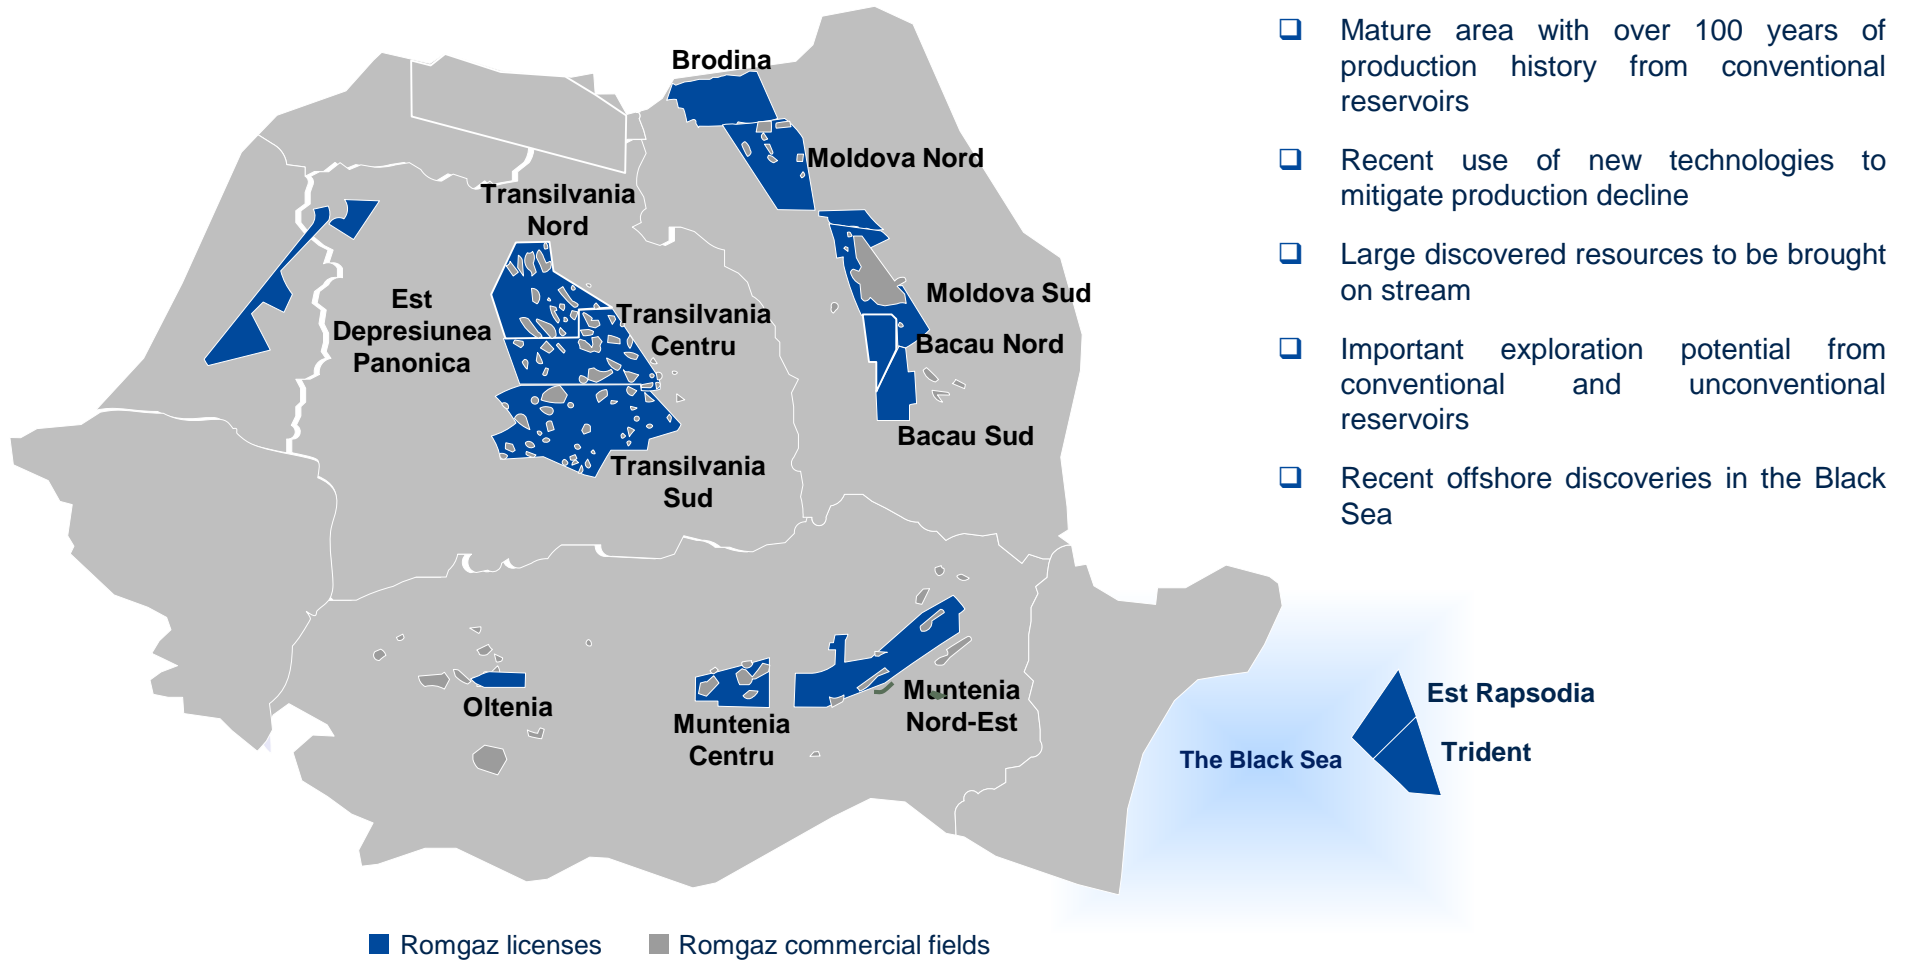 Brodina
Moldova Nord
Transilvania
Nord
Est
Depresiunea
Panonica
Transilvania
Centru
Moldova Sud
Bacau Nord
Bacau Sud
Transilvania
Sud
Oltenia
Muntenia
Centru
Muntenia
Nord-Est
The Black Sea
Est Rapsodia
Trident
Romgaz licenses
Romgaz commercial fields
Mature area with over 100 years of
production history from conventional
reservoirs
Recent use of new technologies to
mitigate production decline
Large discovered resources to be brought
on stream
Important exploration potential from
conventional and unconventional
reservoirs
Recent offshore discoveries in the Black
Sea